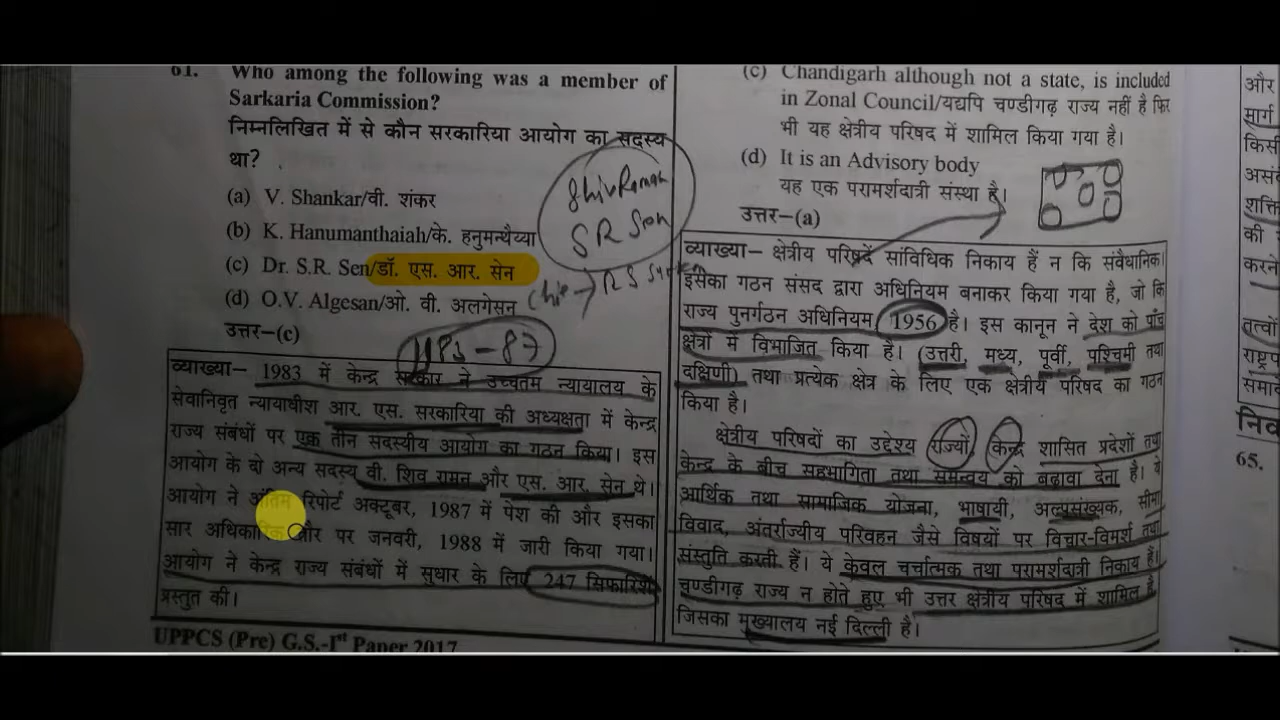 61. Who among the following was a member of
Sarkaria Commission?
निम्नलिखित में से कौन सरकारिया आयोग का सदस्य
था?
(a) V. Shankar/वी. शंकर
(b) K. Hanumanthaiah/के. हनुमन्थैय्या
(c) Dr. S.R. Sen/डॉ. एस. आर. सेन
(d) O.V. Algesan/ओ. वी. अलगेसन
उत्तर–(c)
Shiv Raman
S R Sen
R S
83-87
व्याख्या– 1983 में केन्द्र सरकार ने उच्चतम न्यायालय के
सेवानिवृत न्यायाधीश आर. एस. सरकारिया की अध्यक्षता में केन्द्र
राज्य संबंधों पर एक तीन सदस्यीय आयोग का गठन किया। इस
आयोग के दो अन्य सदस्य वी. शिव रामन और एस. आर. सेन थे।
आयोग ने अंतिम रिपोर्ट अक्टूबर, 1987 में पेश की और इसका
सार अधिकारिक और पर जनवरी, 1988 में जारी किया गया।
आयोग ने केन्द्र राज्य संबंधों में सुधार के लिए 247 सिफारिशें
प्रस्तुत की।
UPPCS (Pre) G.S.-Ist Paper 2017
(c) Chandigarh although not a state, is included
in Zonal Council/यद्यपि चण्डीगढ़ राज्य नहीं है फिर
भी यह क्षेत्रीय परिषद में शामिल किया गया है।
(d) It is an Advisory body
यह एक परामर्शदात्री संस्था है।
उत्तर–(a)
व्याख्या– क्षेत्रीय परिषदें सांविधिक निकाय हैं न कि संवैधानिक।
इसका गठन संसद द्वारा अधिनियम बनाकर किया गया है, जो कि
राज्य पुनर्गठन अधिनियम 1956 है। इस कानून ने देश को पाँच
क्षेत्रों में विभाजित किया है। (उत्तरी, मध्य, पूर्वी, पश्चिमी तथा
दक्षिणी) तथा प्रत्येक क्षेत्र के लिए एक क्षेत्रीय परिषद का गठन
किया है।
क्षेत्रीय परिषदों का उद्देश्य राज्यों, केन्द्र शासित प्रदेशों तथा
केन्द्र के बीच सहभागिता तथा समन्वय को बढ़ावा देना है। ये
आर्थिक तथा सामाजिक योजना, भाषायी, अल्पसंख्यक, सीमा
विवाद, अंतर्राज्यीय परिवहन जैसे विषयों पर विचार-विमर्श तथा
संस्तुति करती हैं। ये केवल चर्चात्मक तथा परामर्शदात्री निकाय हैं।
चण्डीगढ़ राज्य न होते हुए भी उत्तर क्षेत्रीय परिषद में शामिल है
जिसका मुख्यालय नई दिल्ली है।
और
मार्ग
की
करने
65.